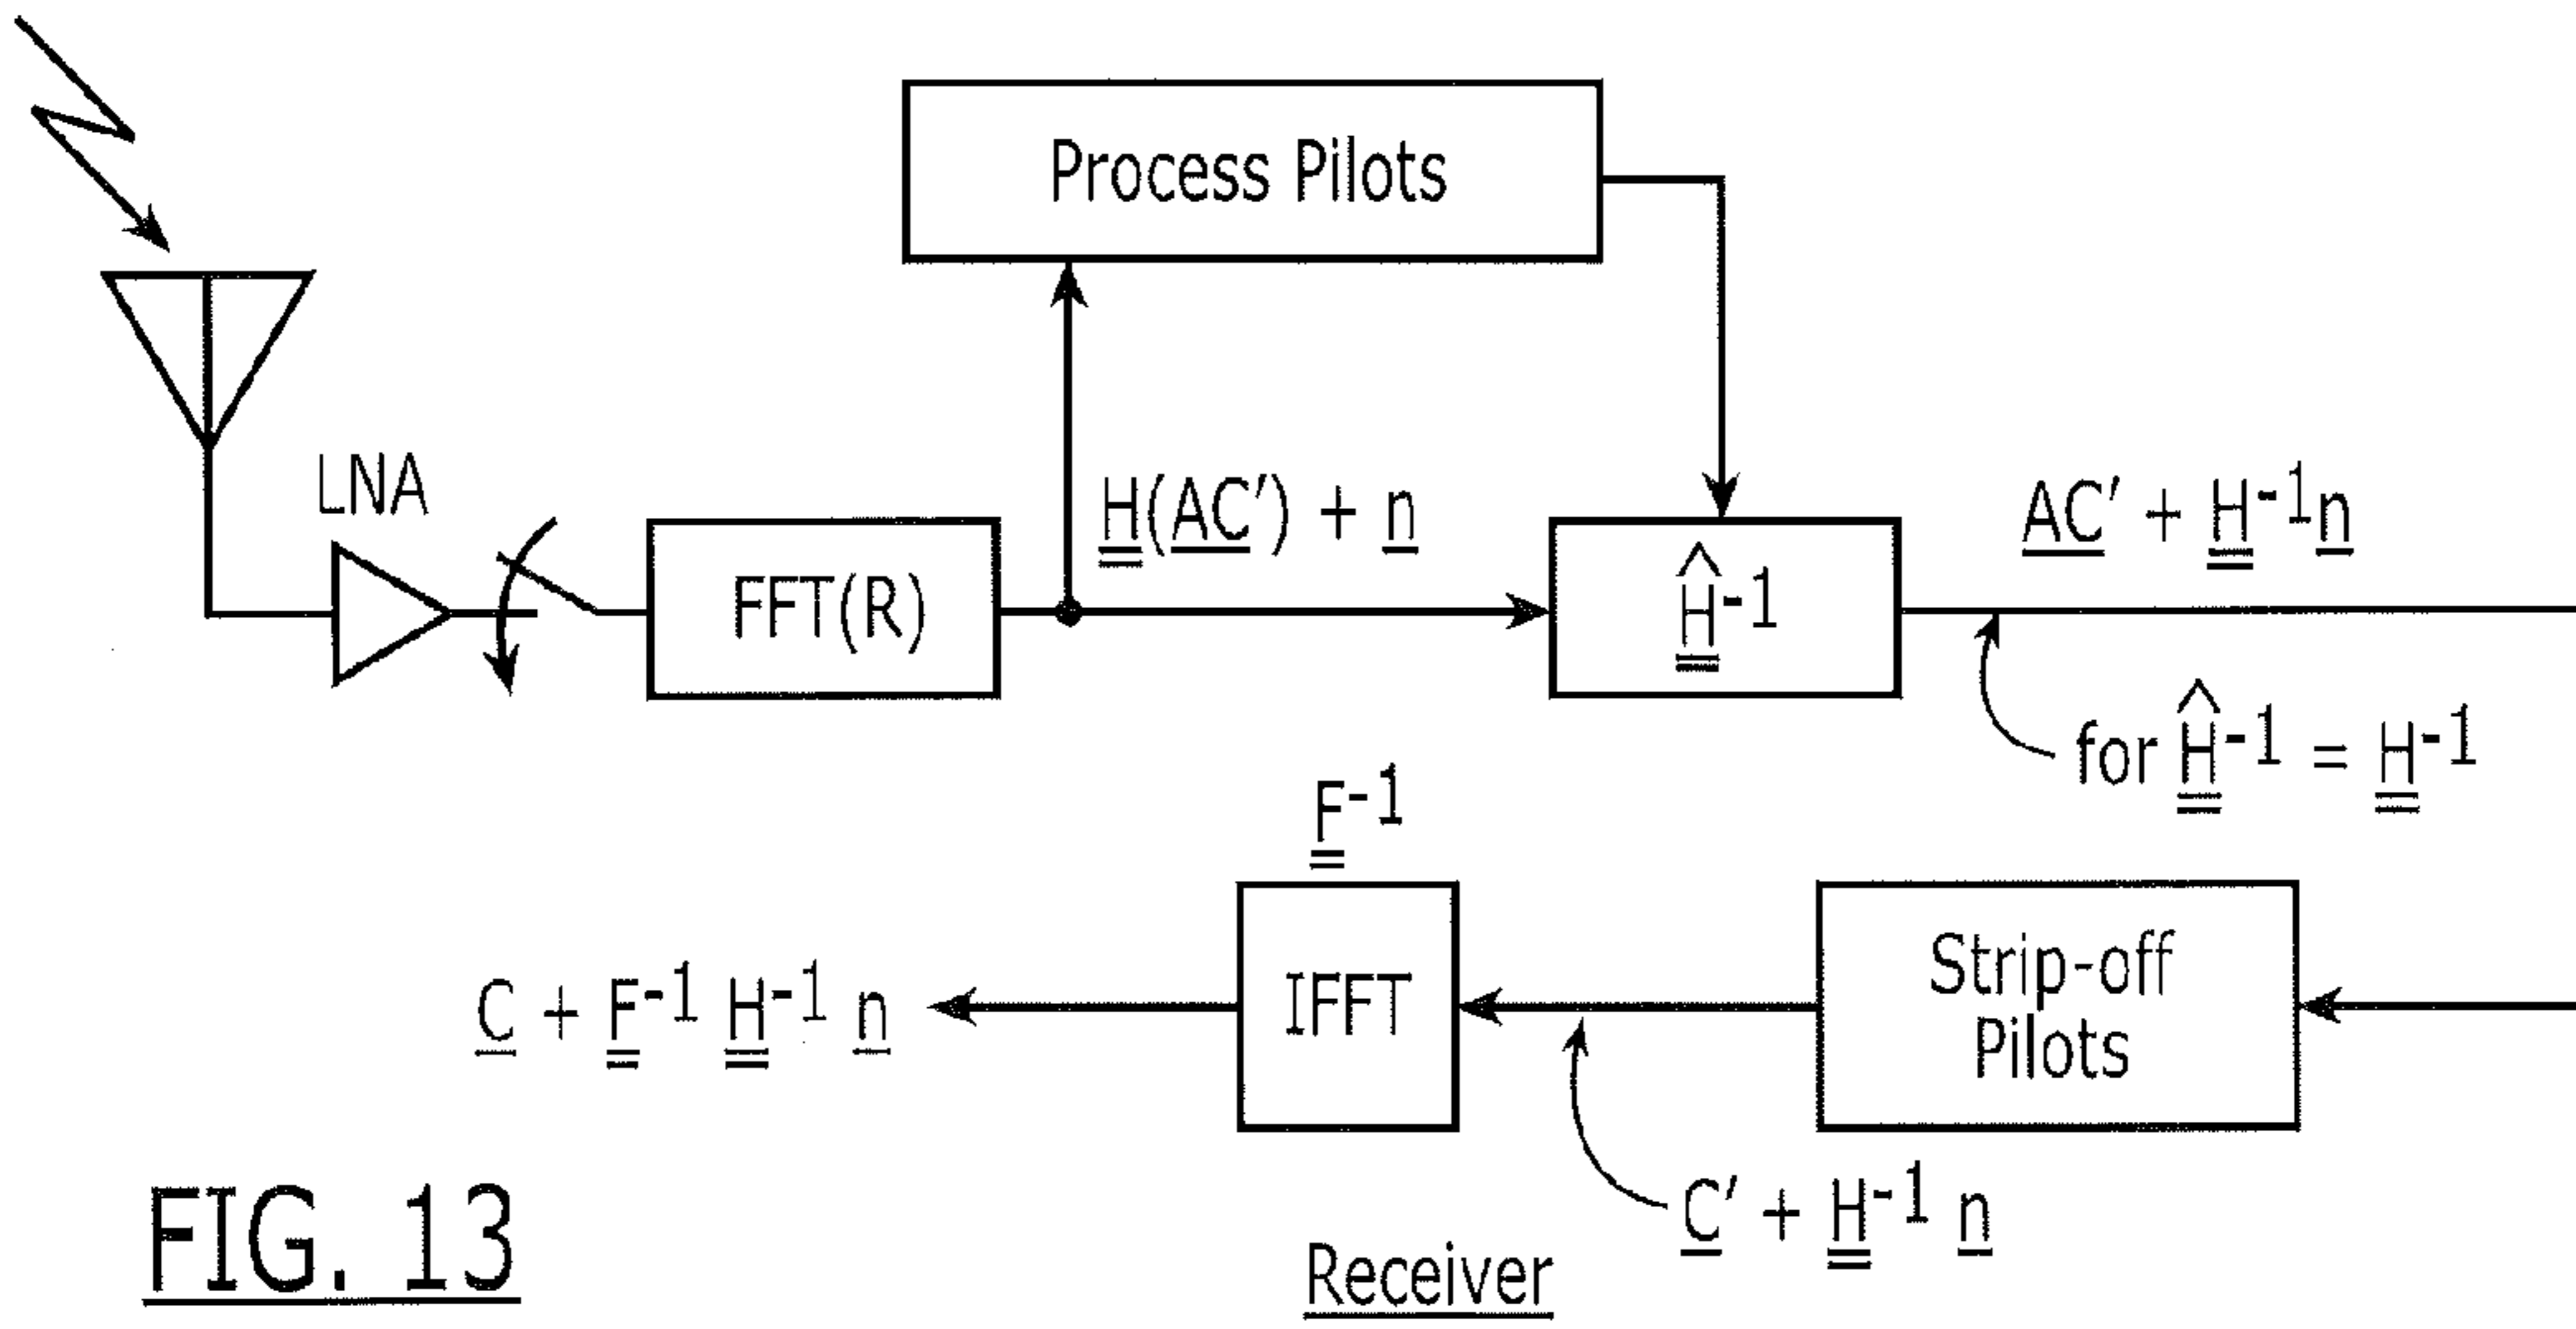 Process Pilots
LNA
H(AC') + n
AC' + H⁻¹n
FFT(R)
Ĥ⁻¹
for Ĥ⁻¹ = H⁻¹
F⁻¹
C + F⁻¹ H⁻¹ n
IFFT
Strip-off
Pilots
C' + H⁻¹ n
FIG. 13
Receiver